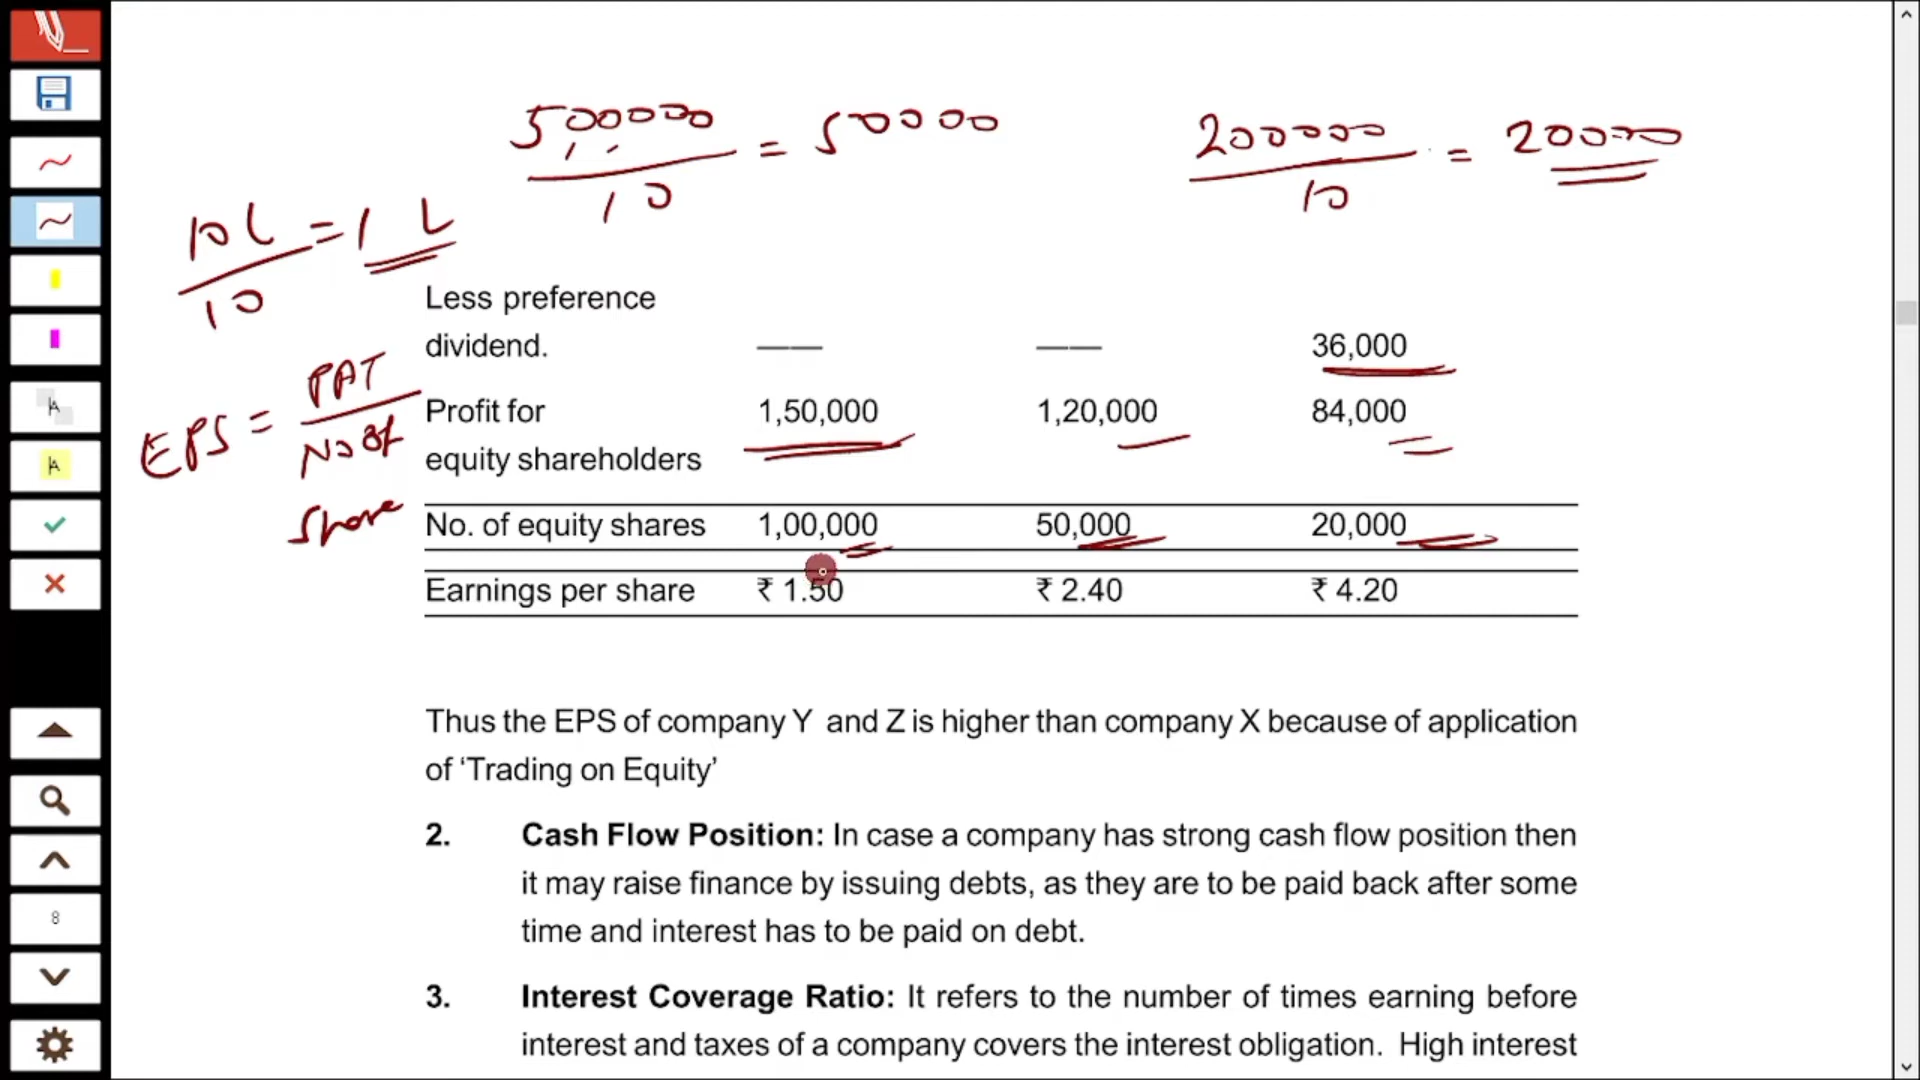 500000
10
= 50000
200000
10
= 20000
10 L
10
= 1 L
Less preference
dividend. —— —— 36,000
EPS = PAT
No of
Share
Profit for 1,50,000 1,20,000 84,000
equity shareholders
No. of equity shares 1,00,000 50,000 20,000
Earnings per share ₹ 1.50 ₹ 2.40 ₹ 4.20
Thus the EPS of company Y and Z is higher than company X because of application
of ‘Trading on Equity’
2. Cash Flow Position: In case a company has strong cash flow position then
it may raise finance by issuing debts, as they are to be paid back after some
time and interest has to be paid on debt.
3. Interest Coverage Ratio: It refers to the number of times earning before
interest and taxes of a company covers the interest obligation. High interest
A
A
8